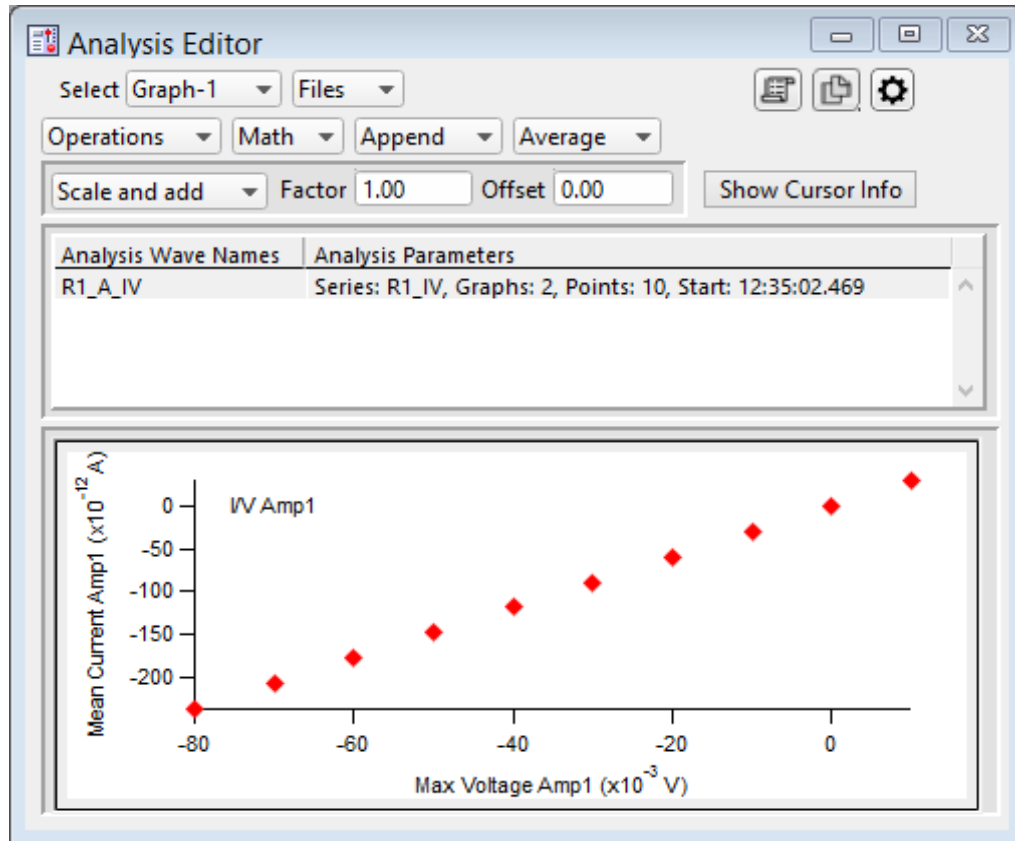 Analysis Editor
Select Graph-1 Files
Operations Math Append Average
Scale and add Factor 1.00 Offset 0.00 Show Cursor Info
Analysis Wave Names Analysis Parameters
R1_A_IV Series: R1_IV, Graphs: 2, Points: 10, Start: 12:35:02.469
Mean Current Amp1 (x10^-12 A)
I/V Amp1
0
-50
-100
-150
-200
-80 -60 -40 -20 0
Max Voltage Amp1 (x10^-3 V)